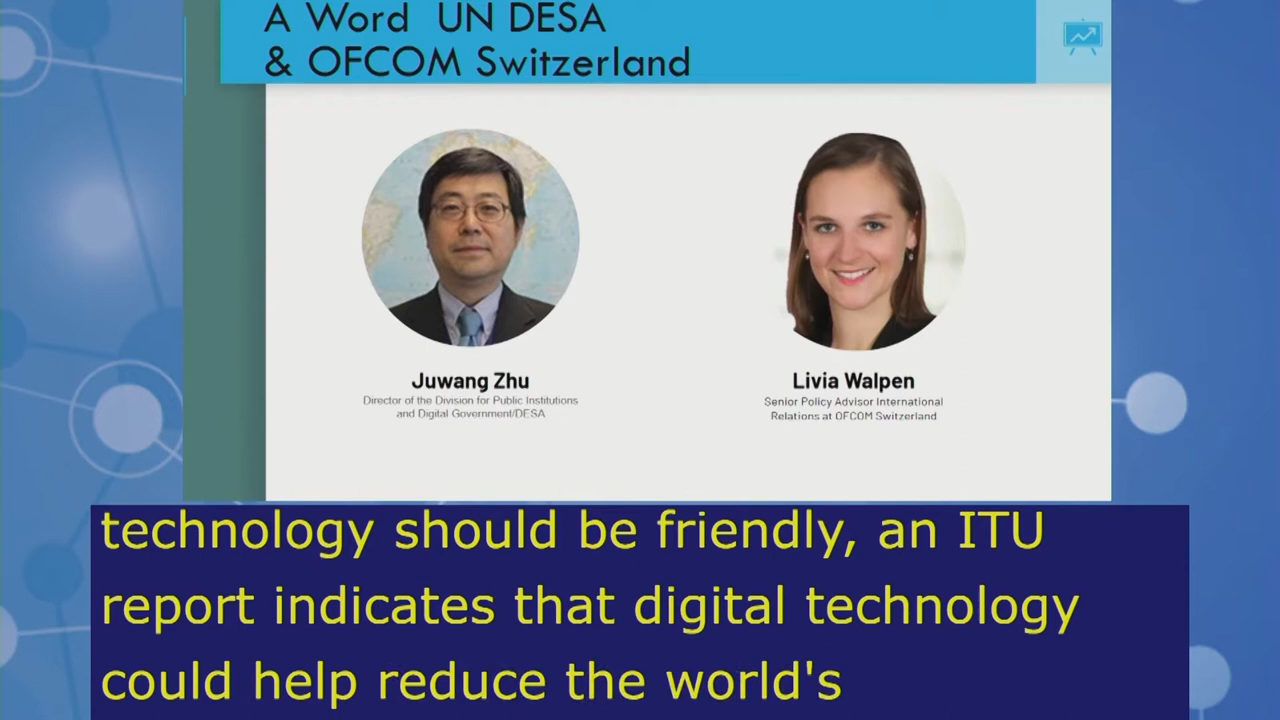 A Word UN DESA
& OFCOM Switzerland
Juwang Zhu
Director of the Division for Public Institutions
and Digital Government/DESA
Livia Walpen
Senior Policy Advisor International
Relations at OFCOM Switzerland
technology should be friendly, an ITU
report indicates that digital technology
could help reduce the world's